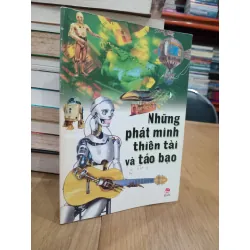 Những
phát minh
thiên tài
và táo bạo